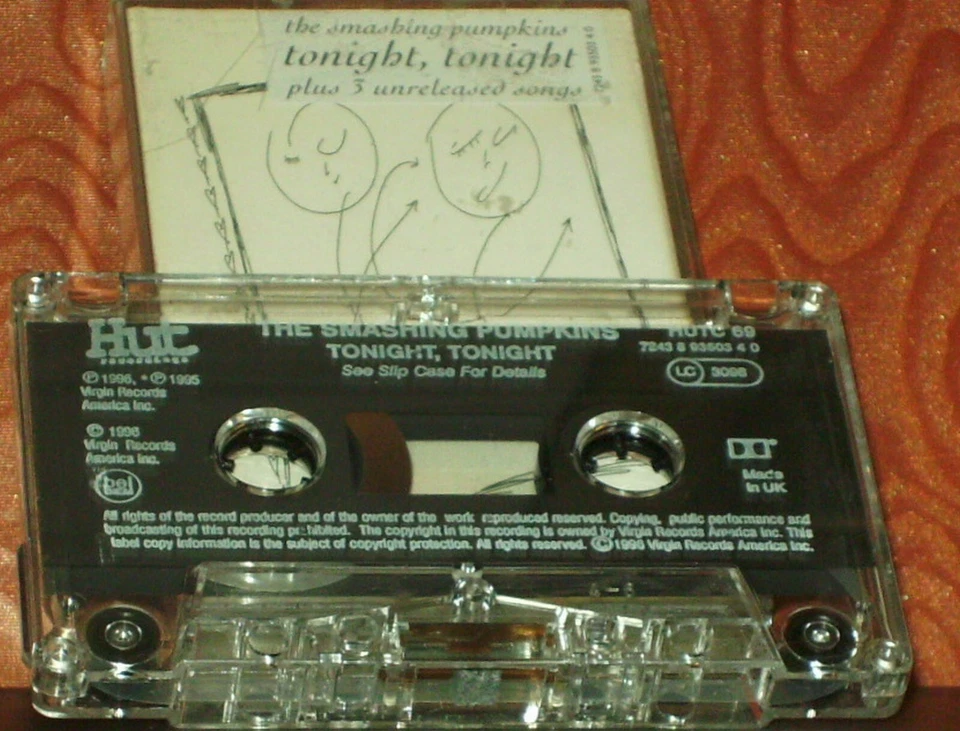 the smashing pumpkins
tonight, tonight
plus 3 unreleased songs
Hut
recordings
THE SMASHING PUMPKINS
TONIGHT, TONIGHT
See Slip Case For Details
HUTC 69
7243 8 93603 4 0
LC 3098
℗ 1996, * ℗ 1995
Virgin Records
America Inc.
© 1996
Virgin Records
America Inc.
bel
BIEM
Made
In UK
All rights of the record producer and of the owner of the work reproduced reserved. Copying, public performance and
broadcasting of this recording prohibited. The copyright in this recording is owned by Virgin Records America Inc. This
label copy information is the subject of copyright protection. All rights reserved. © 1996 Virgin Records America Inc.